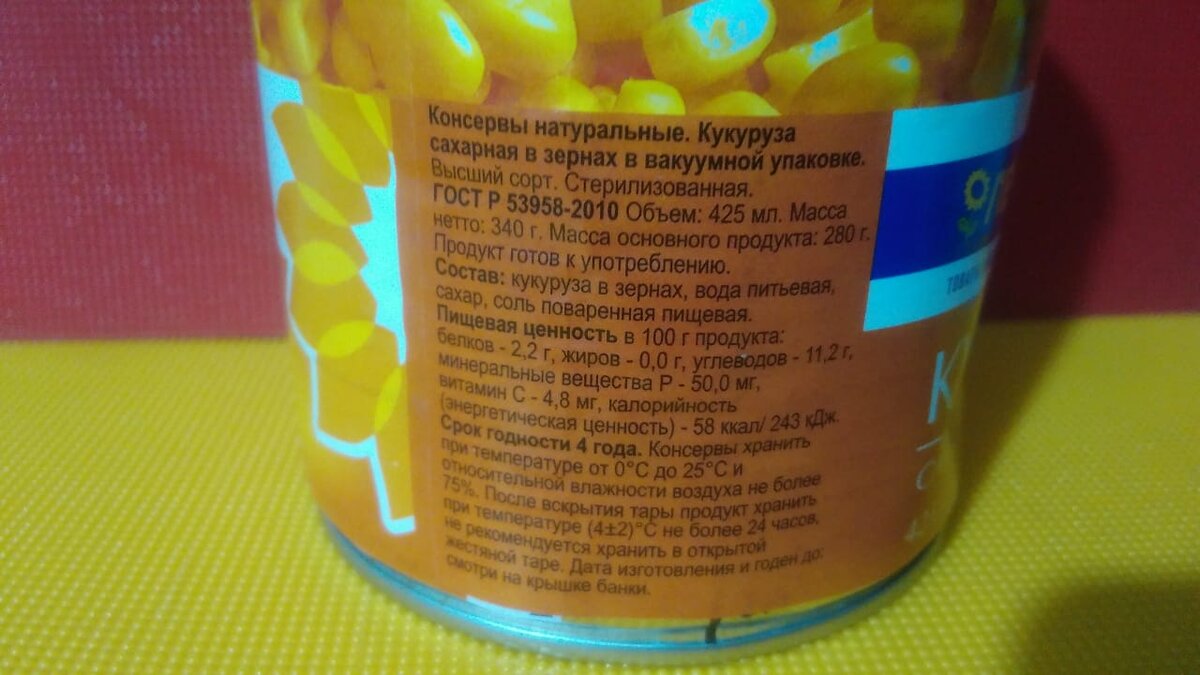 Консервы натуральные. Кукуруза
сахарная в зернах в вакуумной упаковке.
Высший сорт. Стерилизованная.
ГОСТ Р 53958-2010 Объем: 425 мл. Масса
нетто: 340 г. Масса основного продукта: 280 г.
Продукт готов к употреблению.
Состав: кукуруза в зернах, вода питьевая,
сахар, соль поваренная пищевая.
Пищевая ценность в 100 г продукта:
белков - 2,2 г, жиров - 0,0 г, углеводов - 11,2 г,
минеральные вещества Р - 50,0 мг,
витамин С - 4,8 мг, калорийность
(энергетическая ценность) - 58 ккал/ 243 кДж.
Срок годности 4 года. Консервы хранить
при температуре от 0°С до 25°С и
относительной влажности воздуха не более
75%. После вскрытия тары продукт хранить
при температуре (4±2)°С не более 24 часов,
не рекомендуется хранить в открытой
жестяной таре. Дата изготовления и годен до:
смотри на крышке банки.